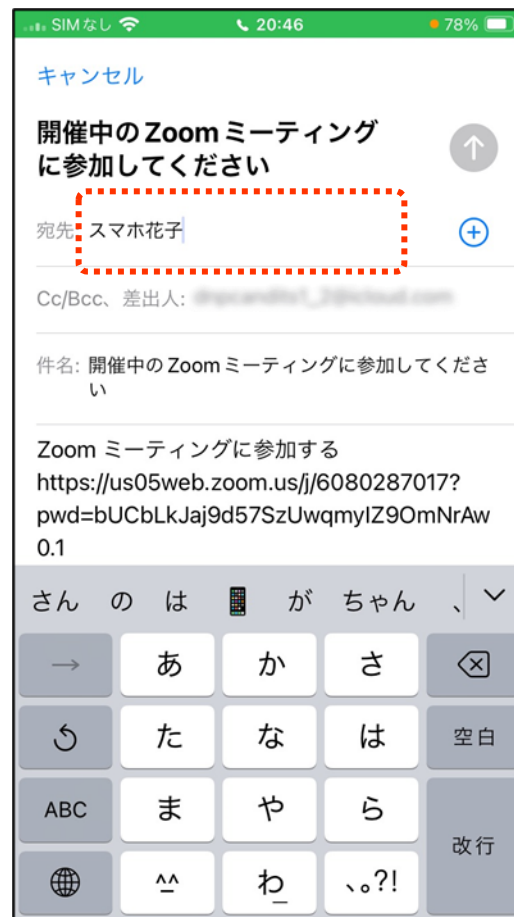 SIMなし 20:46 78%
キャンセル
開催中の Zoom ミーティング
に参加してください
宛先: スマホ花子
Cc/Bcc、差出人:
件名: 開催中の Zoom ミーティングに参加してくださ
い
Zoom ミーティングに参加する
https://us05web.zoom.us/j/6080287017?
pwd=bUCbLkJaj9d57SzUwqmyIZ9OmNrAw
0.1
さん の は が ちゃん 、
→ あ か さ
た な は 空白
ABC ま や ら
改行
^^ わ_ 、。?!